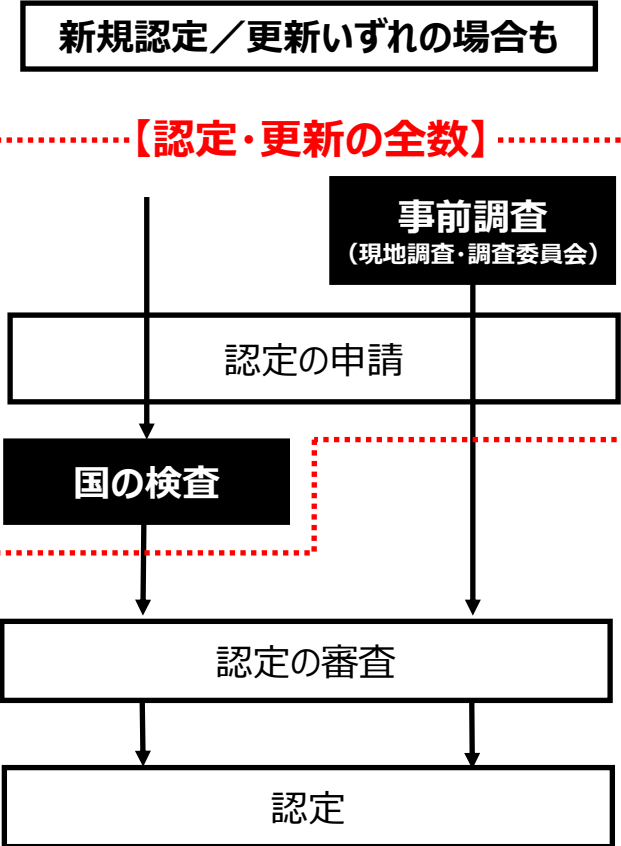 新規認定／更新いずれの場合も
【認定・更新の全数】
事前調査
（現地調査・調査委員会）
認定の申請
国の検査
認定の審査
認定